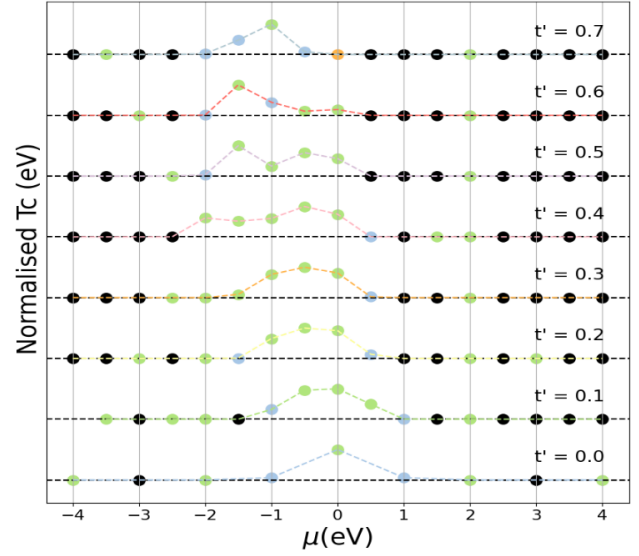 t' = 0.7
t' = 0.6
t' = 0.5
t' = 0.4
t' = 0.3
t' = 0.2
t' = 0.1
t' = 0.0
Normalised Tc (eV)
−4 −3 −2 −1 0 1 2 3 4
μ(eV)